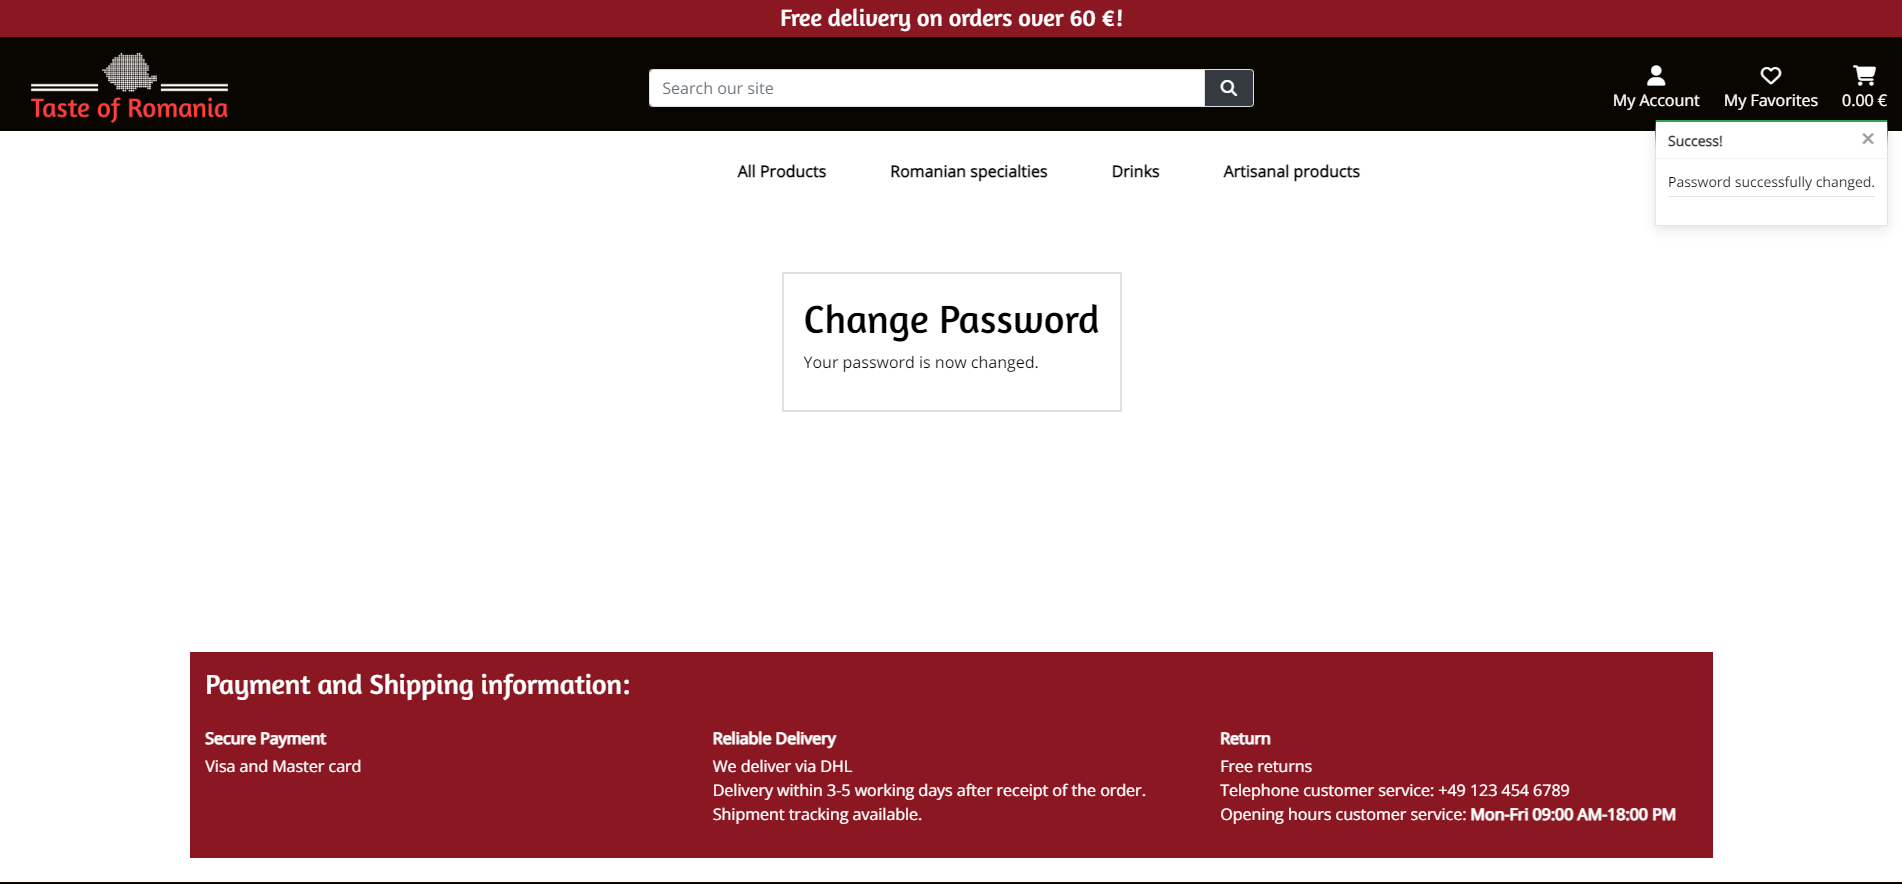 Free delivery on orders over 60 €!
Taste of Romania
Search our site
My Account
My Favorites
0.00 €
Success!
Password successfully changed.
All Products
Romanian specialties
Drinks
Artisanal products
Change Password
Your password is now changed.
Payment and Shipping information:
Secure Payment
Visa and Master card
Reliable Delivery
We deliver via DHL
Delivery within 3-5 working days after receipt of the order.
Shipment tracking available.
Return
Free returns
Telephone customer service: +49 123 454 6789
Opening hours customer service: Mon-Fri 09:00 AM-18:00 PM